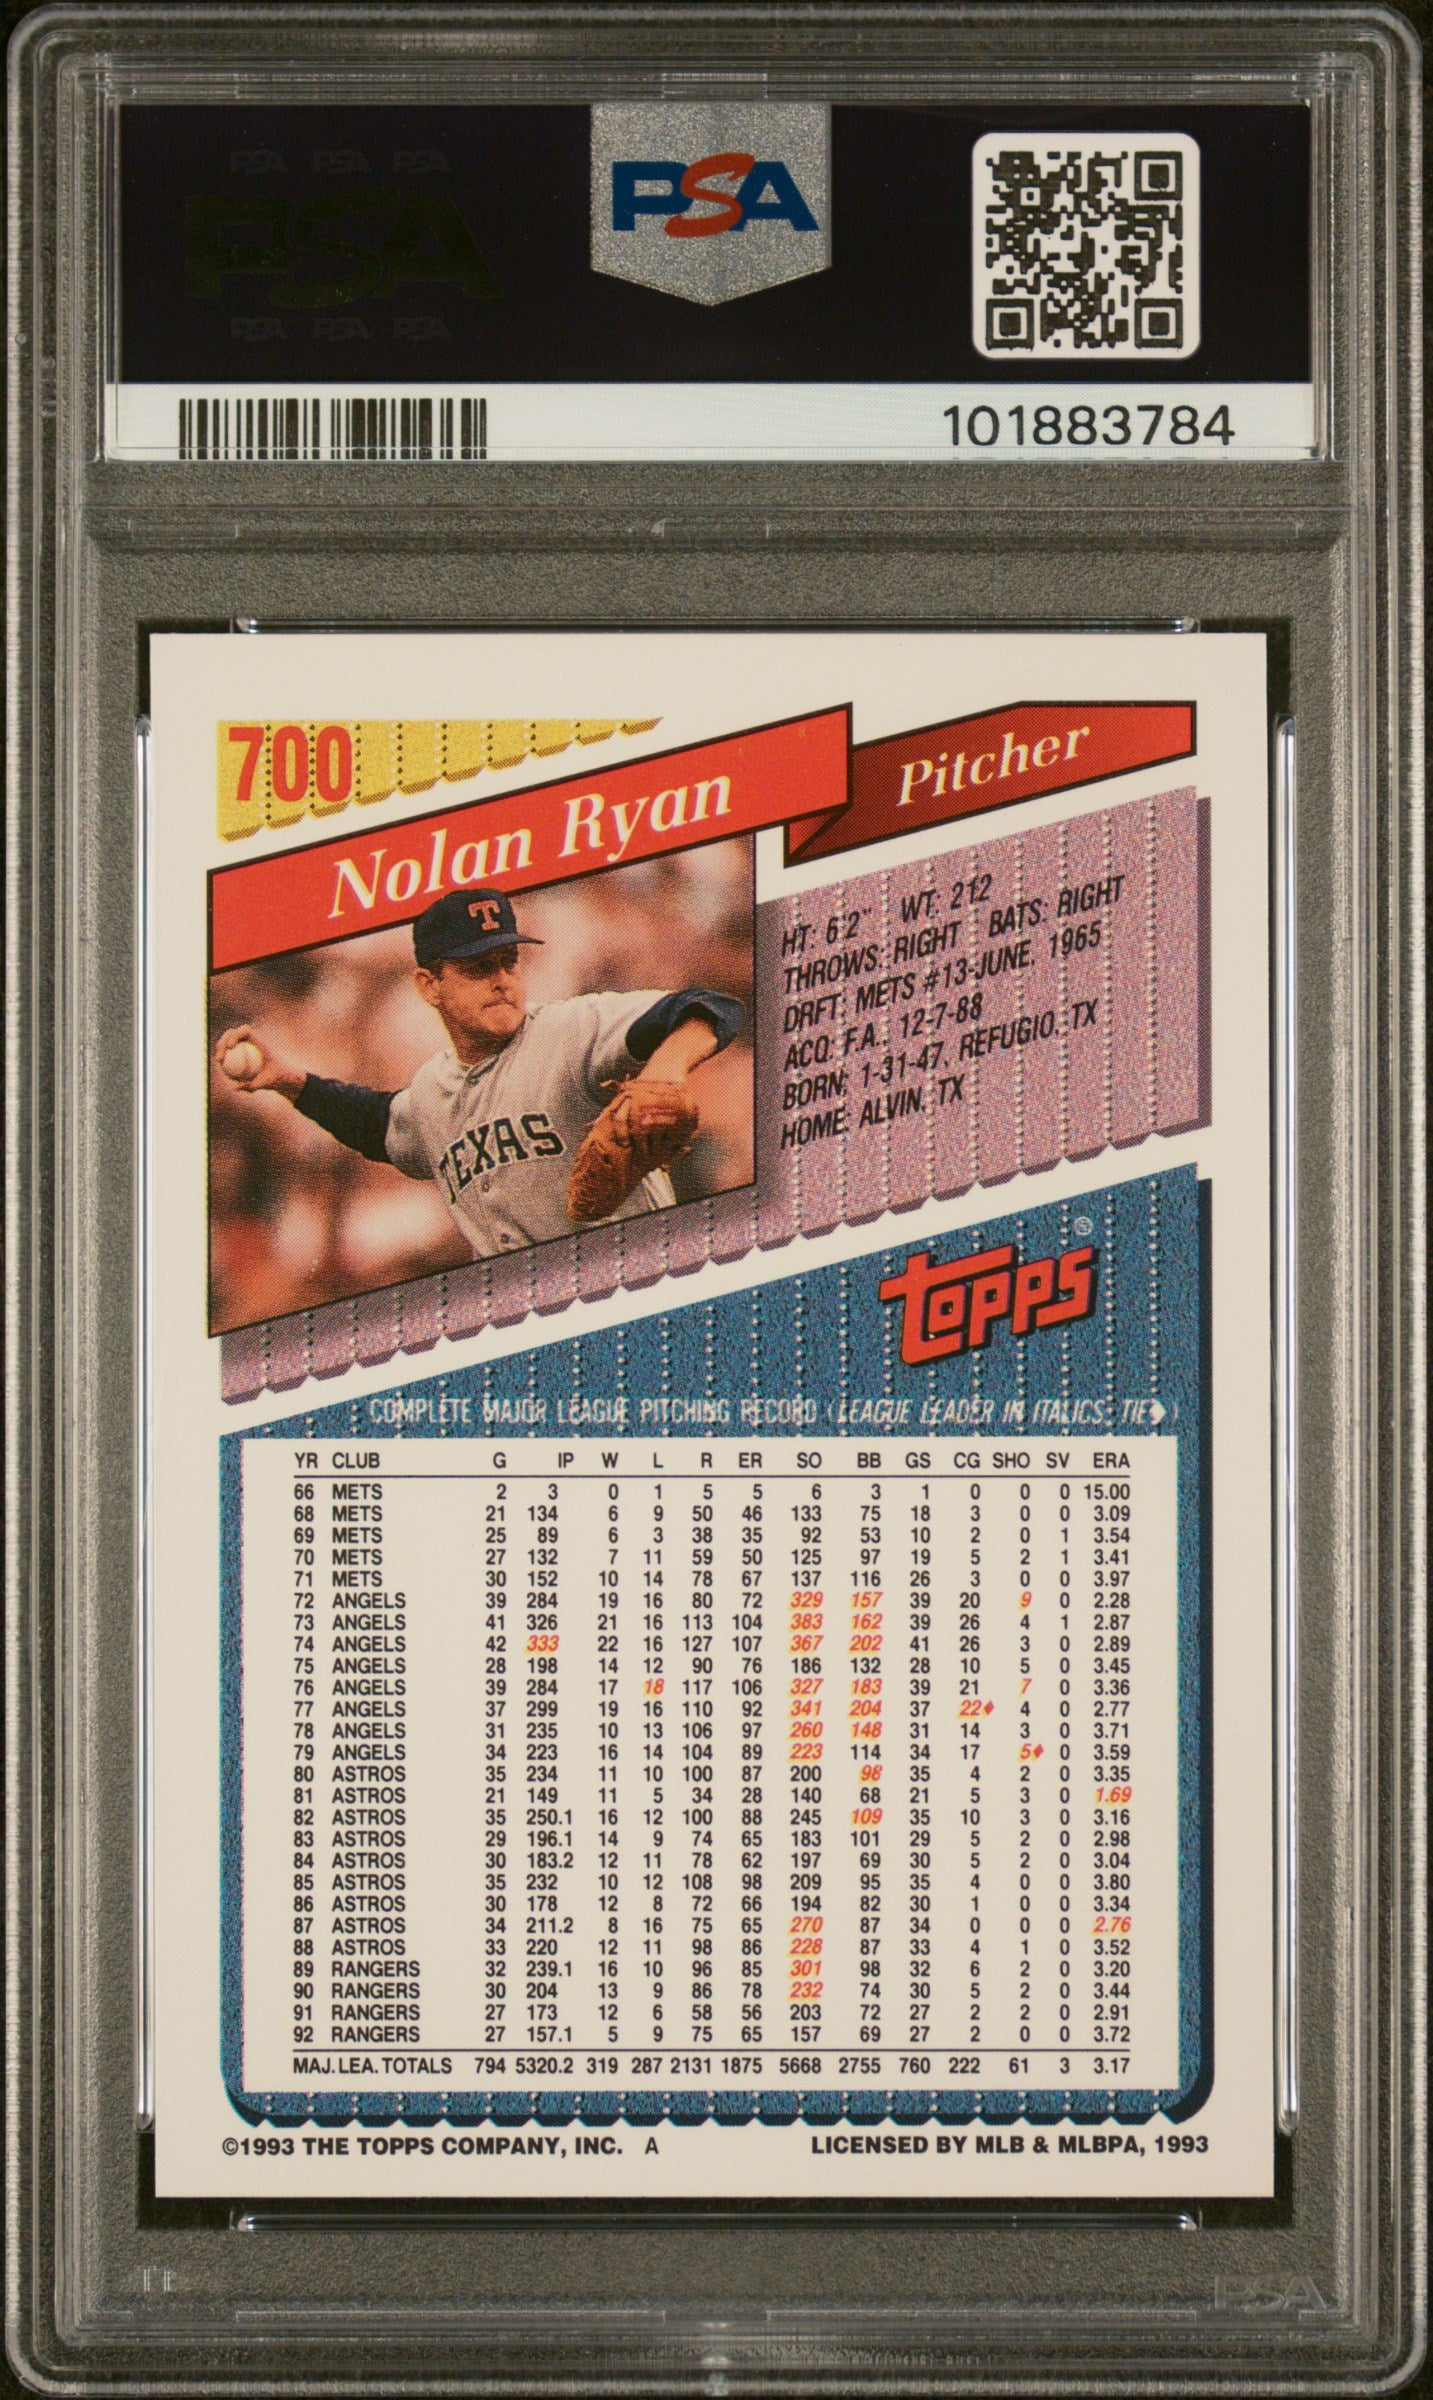 PSA PSA PSA
PSA
PSA PSA PSA
PSA
101883784
700
Nolan Ryan
Pitcher
TEXAS
T
HT: 6'2" WT: 212
THROWS: RIGHT BATS: RIGHT
DRFT: METS #13-JUNE, 1965
ACQ: F.A., 12-7-88
BORN: 1-31-47, REFUGIO, TX
HOME: ALVIN, TX
TOPPS ®
COMPLETE MAJOR LEAGUE PITCHING RECORD (LEAGUE LEADER IN ITALICS, TIE♦)
YR CLUB G IP W L R ER SO BB GS CG SHO SV ERA
66 METS 2 3 0 1 5 5 6 3 1 0 0 0 15.00
68 METS 21 134 6 9 50 46 133 75 18 3 0 0 3.09
69 METS 25 89 6 3 38 35 92 53 10 2 0 1 3.54
70 METS 27 132 7 11 59 50 125 97 19 5 2 1 3.41
71 METS 30 152 10 14 78 67 137 116 26 3 0 0 3.97
72 ANGELS 39 284 19 16 80 72 329 157 39 20 9 0 2.28
73 ANGELS 41 326 21 16 113 104 383 162 39 26 4 1 2.87
74 ANGELS 42 333 22 16 127 107 367 202 41 26 3 0 2.89
75 ANGELS 28 198 14 12 90 76 186 132 28 10 5 0 3.45
76 ANGELS 39 284 17 18 117 106 327 183 39 21 7 0 3.36
77 ANGELS 37 299 19 16 110 92 341 204 37 22♦ 4 0 2.77
78 ANGELS 31 235 10 13 106 97 260 148 31 14 3 0 3.71
79 ANGELS 34 223 16 14 104 89 223 114 34 17 5♦ 0 3.59
80 ASTROS 35 234 11 10 100 87 200 98 35 4 2 0 3.35
81 ASTROS 21 149 11 5 34 28 140 68 21 5 3 0 1.69
82 ASTROS 35 250.1 16 12 100 88 245 109 35 10 3 0 3.16
83 ASTROS 29 196.1 14 9 74 65 183 101 29 5 2 0 2.98
84 ASTROS 30 183.2 12 11 78 62 197 69 30 5 2 0 3.04
85 ASTROS 35 232 10 12 108 98 209 95 35 4 0 0 3.80
86 ASTROS 30 178 12 8 72 66 194 82 30 1 0 0 3.34
87 ASTROS 34 211.2 8 16 75 65 270 87 34 0 0 0 2.76
88 ASTROS 33 220 12 11 98 86 228 87 33 4 1 0 3.52
89 RANGERS 32 239.1 16 10 96 85 301 98 32 6 2 0 3.20
90 RANGERS 30 204 13 9 86 78 232 74 30 5 2 0 3.44
91 RANGERS 27 173 12 6 58 56 203 72 27 2 2 0 2.91
92 RANGERS 27 157.1 5 9 75 65 157 69 27 2 0 0 3.72
MAJ. LEA. TOTALS 794 5320.2 319 287 2131 1875 5668 2755 760 222 61 3 3.17
©1993 THE TOPPS COMPANY, INC. A
LICENSED BY MLB & MLBPA, 1993
PSA